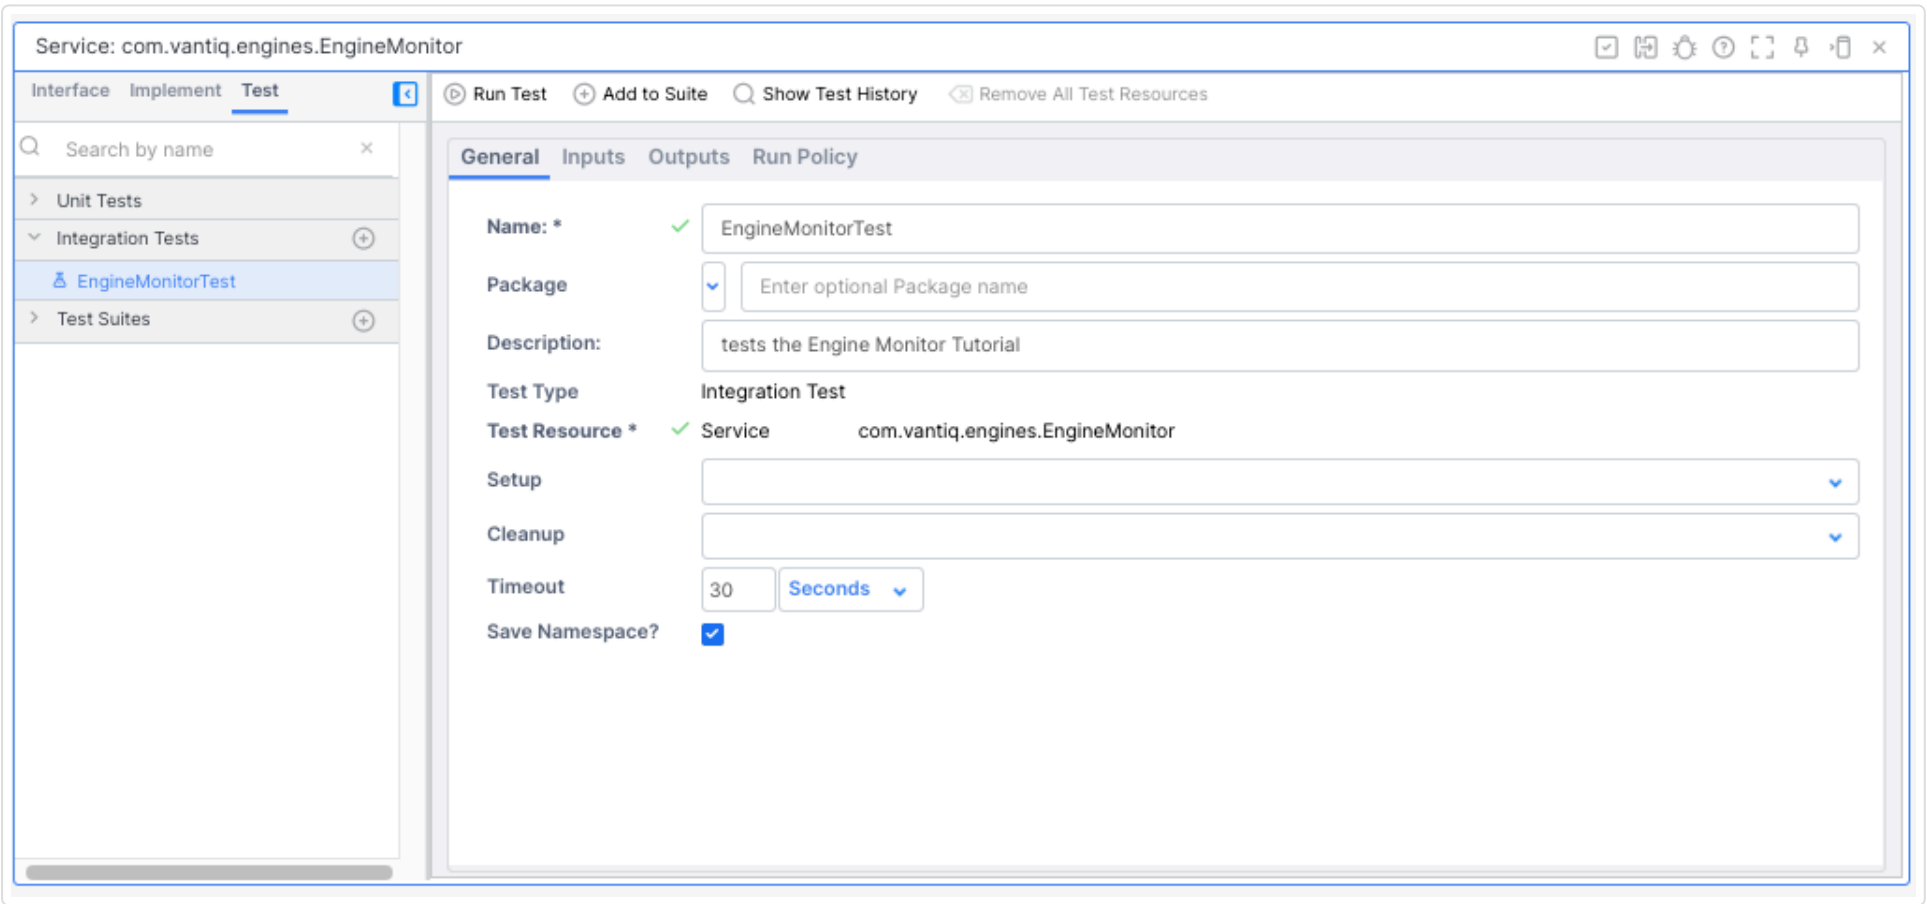 Service: com.vantiq.engines.EngineMonitor
Interface Implement Test
Run Test Add to Suite Show Test History Remove All Test Resources
Search by name
Unit Tests
Integration Tests
EngineMonitorTest
Test Suites
General Inputs Outputs Run Policy
Name: * EngineMonitorTest
Package Enter optional Package name
Description: tests the Engine Monitor Tutorial
Test Type Integration Test
Test Resource * Service com.vantiq.engines.EngineMonitor
Setup
Cleanup
Timeout 30 Seconds
Save Namespace?